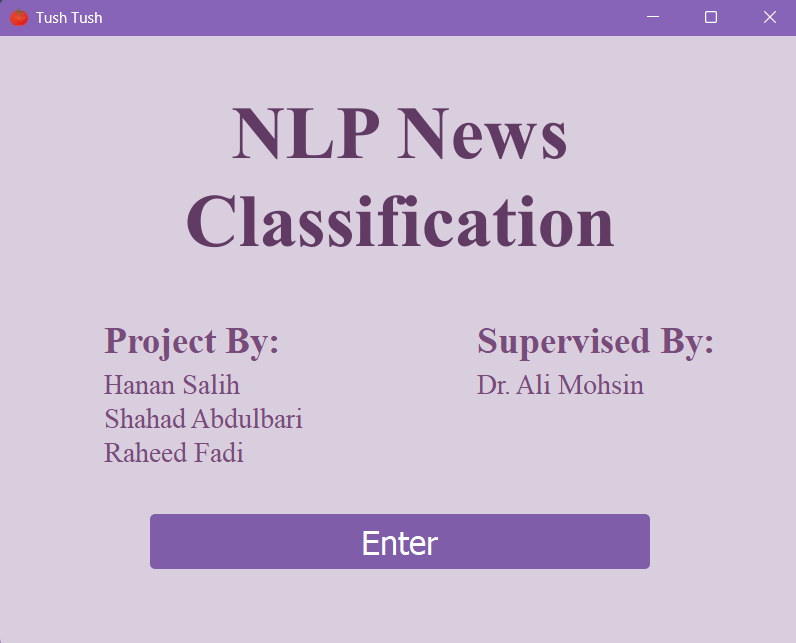 Tush Tush
NLP News
Classification
Project By:
Hanan Salih
Shahad Abdulbari
Raheed Fadi
Supervised By:
Dr. Ali Mohsin
Enter